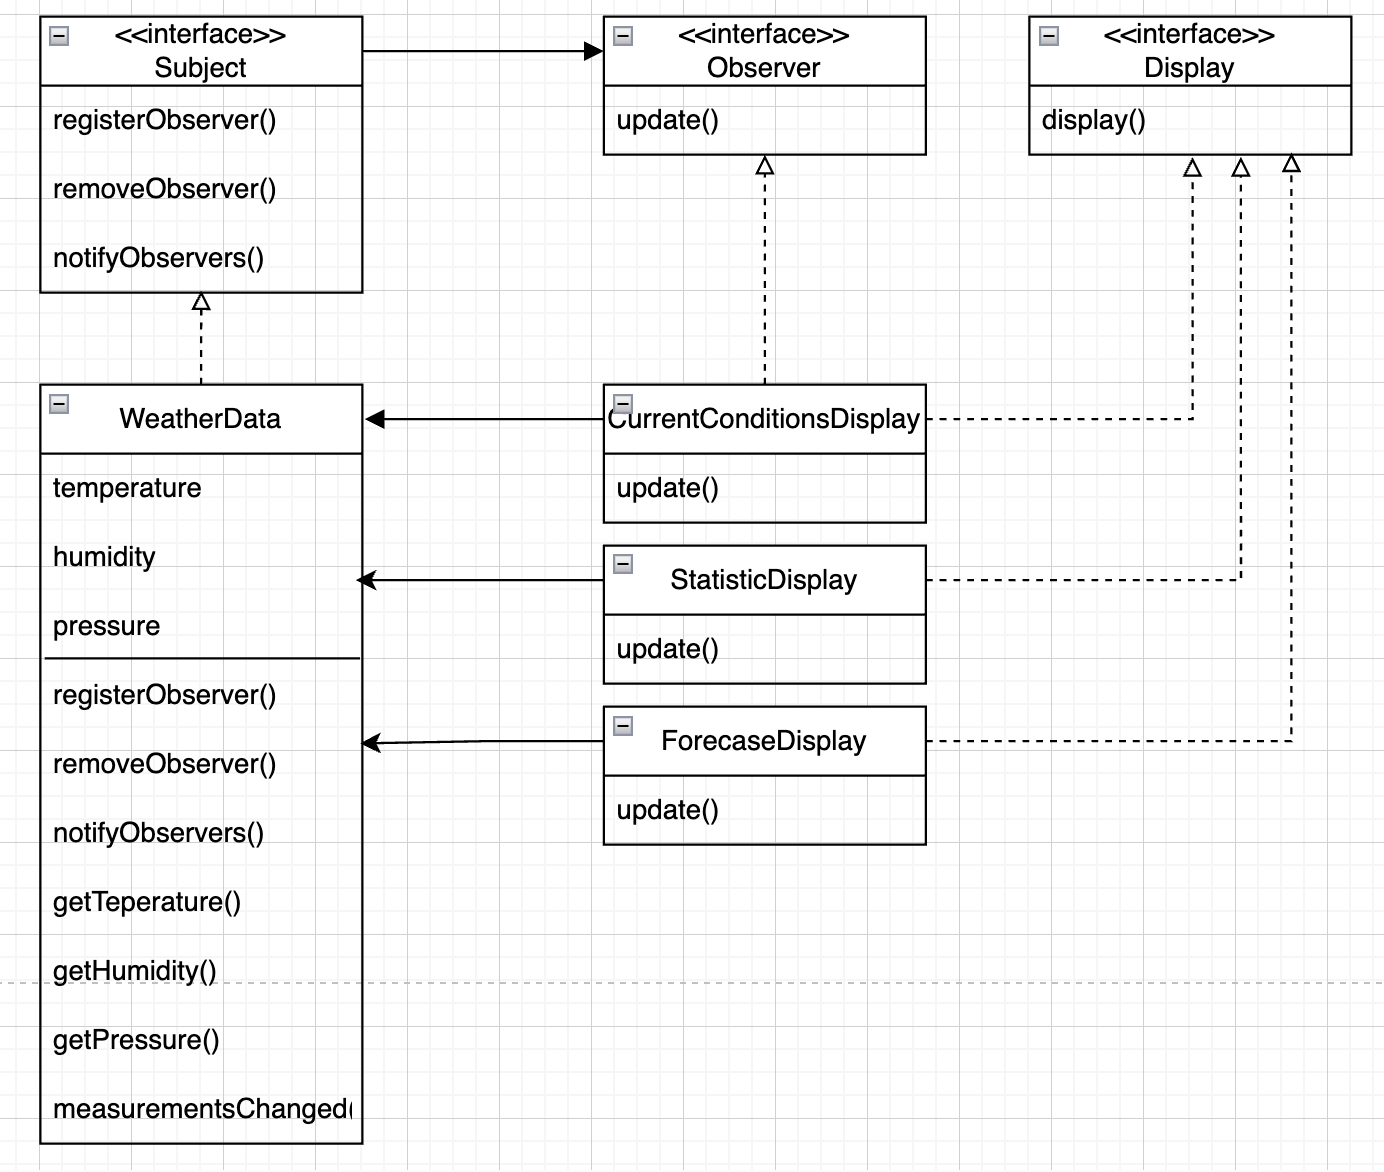 <<interface>>
Subject
registerObserver()
removeObserver()
notifyObservers()
<<interface>>
Observer
update()
<<interface>>
Display
display()
WeatherData
temperature
humidity
pressure
registerObserver()
removeObserver()
notifyObservers()
getTeperature()
getHumidity()
getPressure()
measurementsChanged(
CurrentConditionsDisplay
update()
StatisticDisplay
update()
ForecaseDisplay
update()